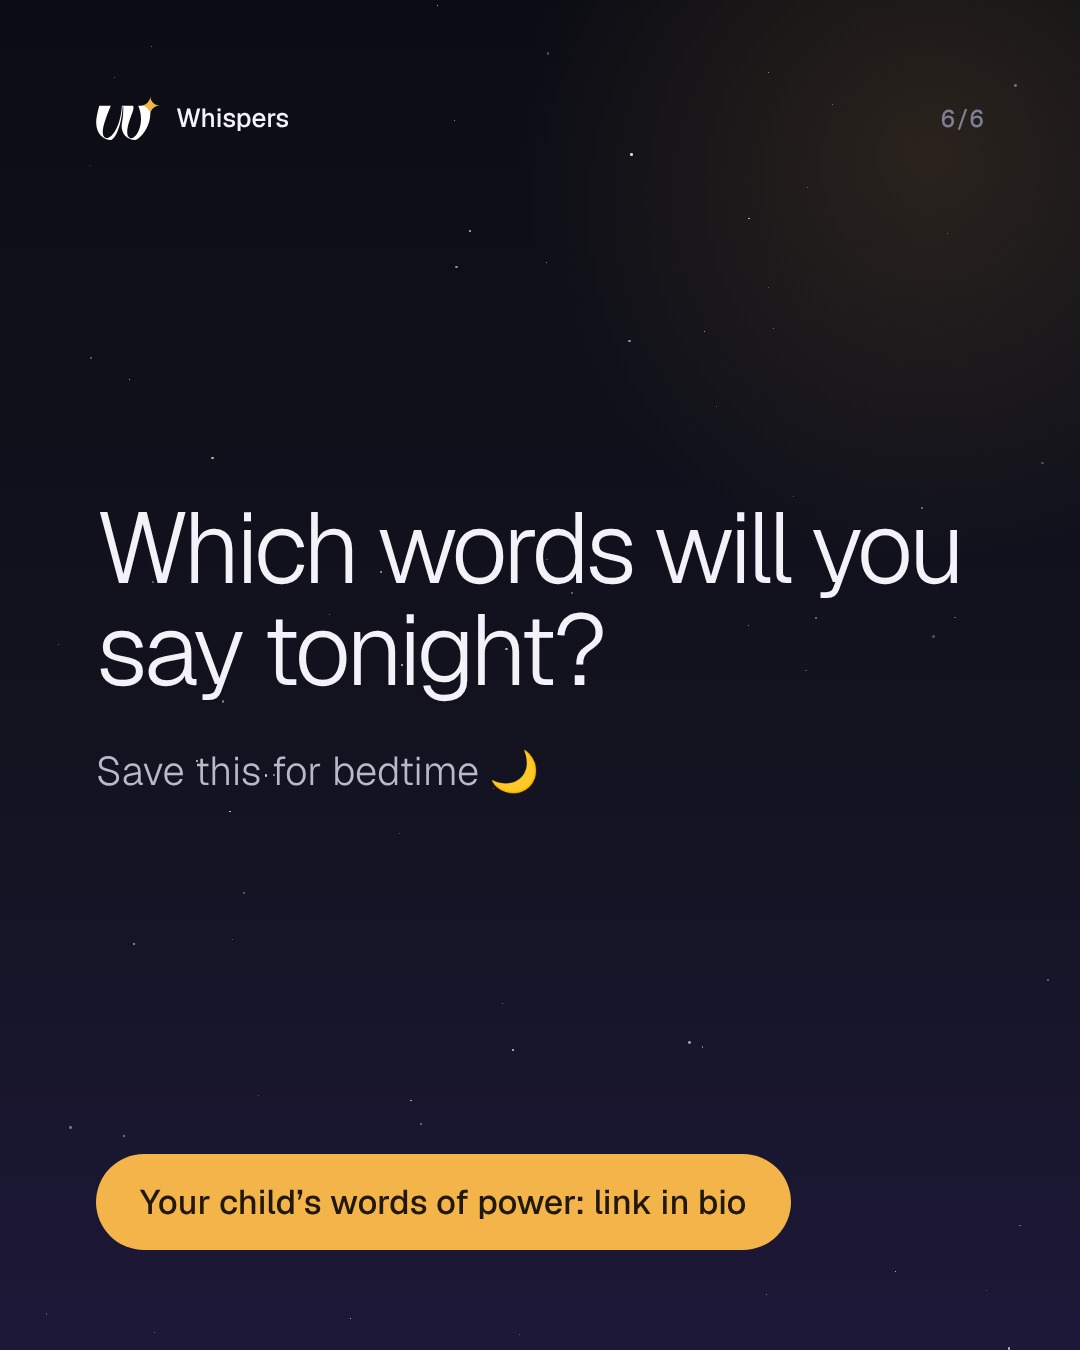 Whispers
6/6
Which words will you
say tonight?
Save this for bedtime 🌙
Your child’s words of power: link in bio